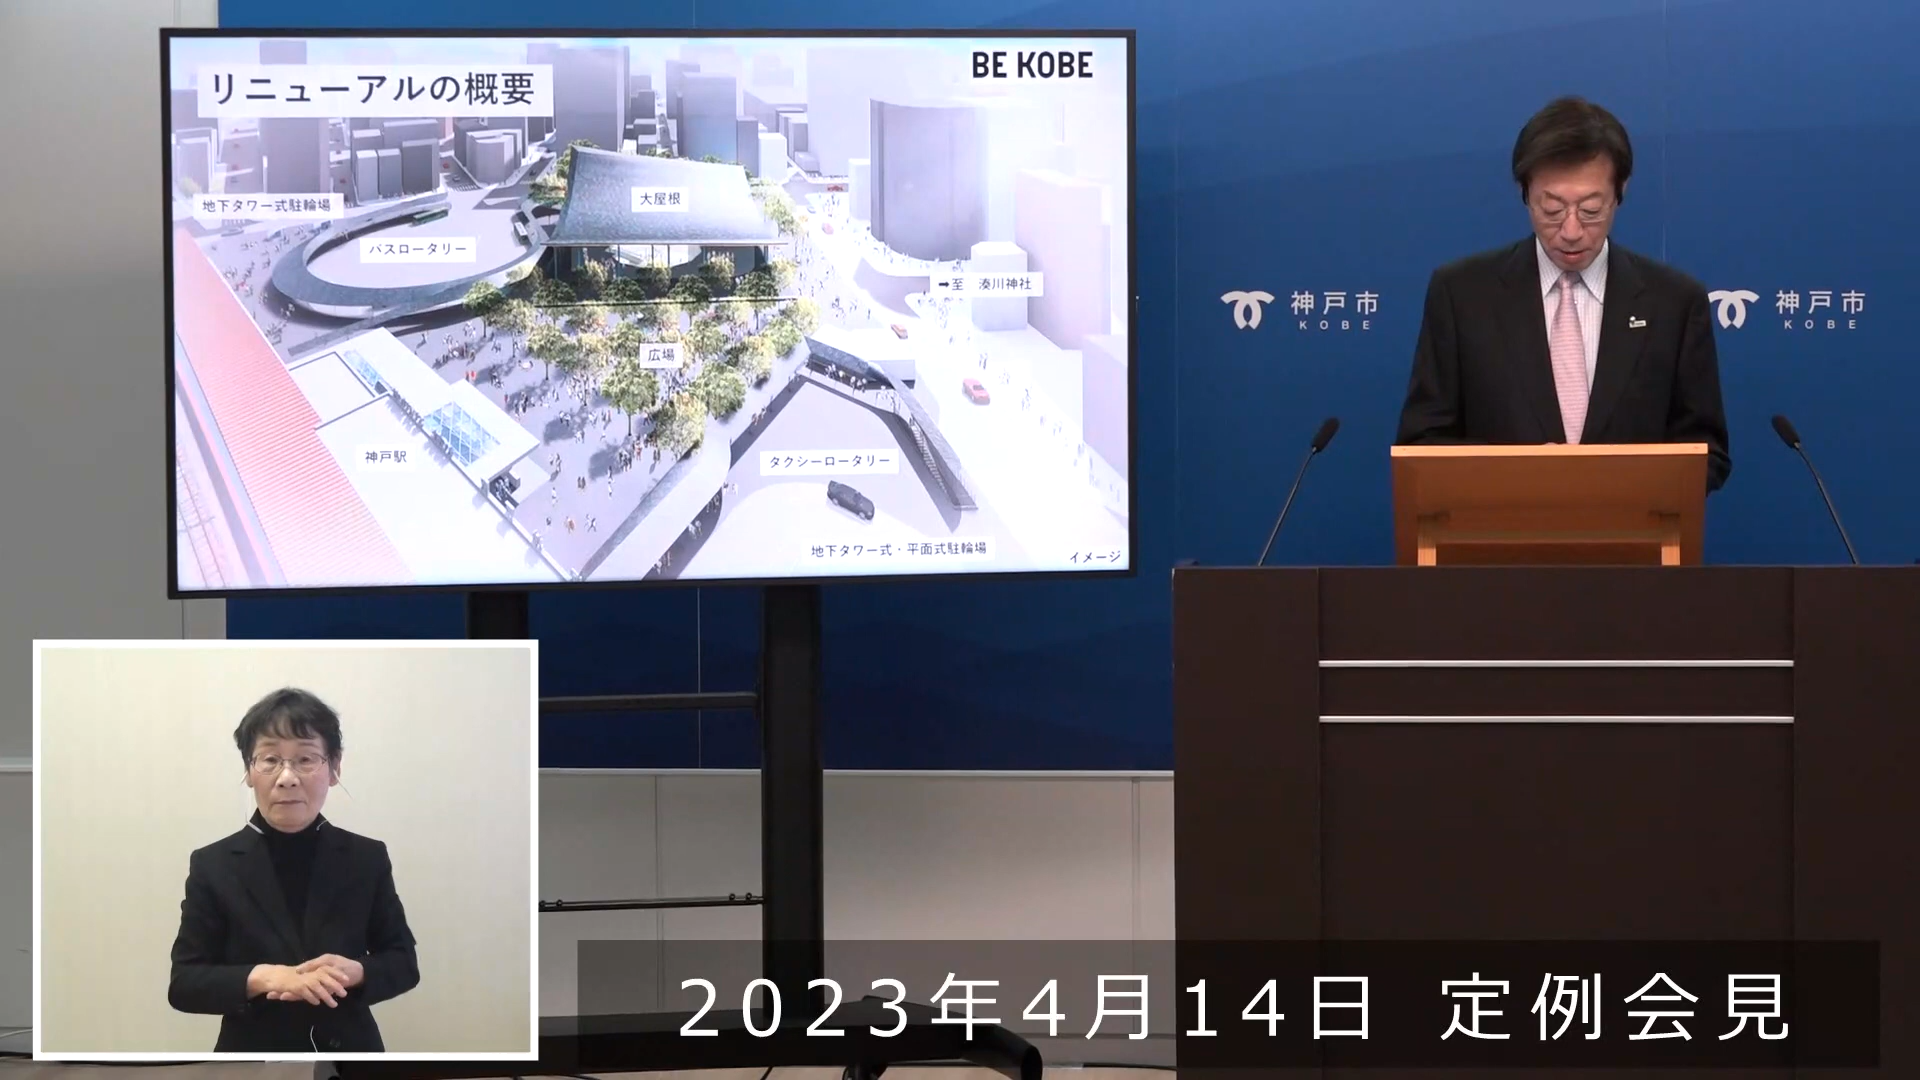 BE KOBE
リニューアルの概要
地下タワー式駐輪場
大屋根
バスロータリー
➡至 湊川神社
広場
神戸駅
タクシーロータリー
地下タワー式・平面式駐輪場
イメージ
神戸市
KOBE
神戸市
KOBE
2023年4月14日 定例会見